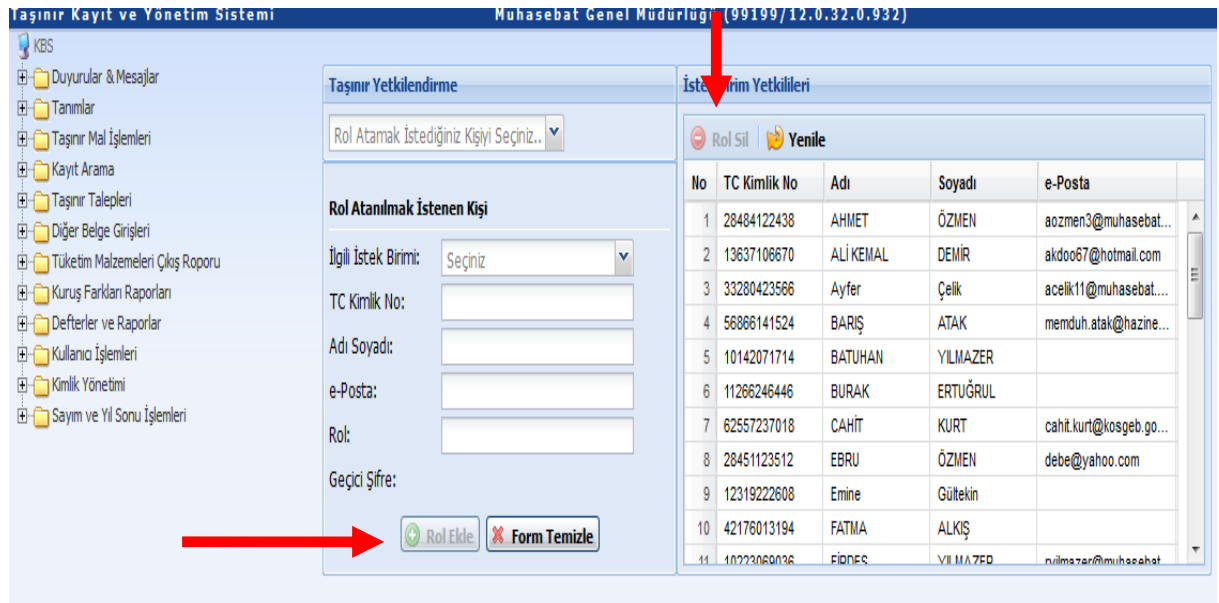 Taşınır Kayıt ve Yönetim Sistemi
Muhasebat Genel Müdürlüğü (99199/12.0.32.0.932)
KBS
Duyurular & Mesajlar
Tanımlar
Taşınır Mal İşlemleri
Kayıt Arama
Taşınır Talepleri
Diğer Belge Girişleri
Tüketim Malzemeleri Çıkış Roporu
Kuruş Farkları Raporları
Defterler ve Raporlar
Kullanıcı İşlemleri
Kimlik Yönetimi
Sayım ve Yıl Sonu İşlemleri
Taşınır Yetkilendirme
Rol Atamak İstediğiniz Kişiyi Seçiniz..
Rol Atanılmak İstenen Kişi
İlgili İstek Birimi: Seçiniz
TC Kimlik No:
Adı Soyadı:
e-Posta:
Rol:
Geçici Şifre:
Rol Ekle Form Temizle
Yetkilileri
Rol Sil Yenile
No TC Kimlik No Adı Soyadı e-Posta
1 28484122438 AHMET ÖZMEN aozmen3@muhasebat...
2 13637106670 ALİ KEMAL DEMİR akdoo67@hotmail.com
3 33280423566 Ayfer Çelik acelik11@muhasebat....
4 56866141524 BARIŞ ATAK memduh.atak@hazine...
5 10142071714 BATUHAN YILMAZER
6 11266246446 BURAK ERTUĞRUL
7 62557237018 CAHİT KURT cahit.kurt@kosgeb.go...
8 28451123512 EBRU ÖZMEN debe@yahoo.com
9 12319222608 Emine Gültekin
10 42176013194 FATMA ALKIŞ
11 10223069036 FİRDES YILMAZER